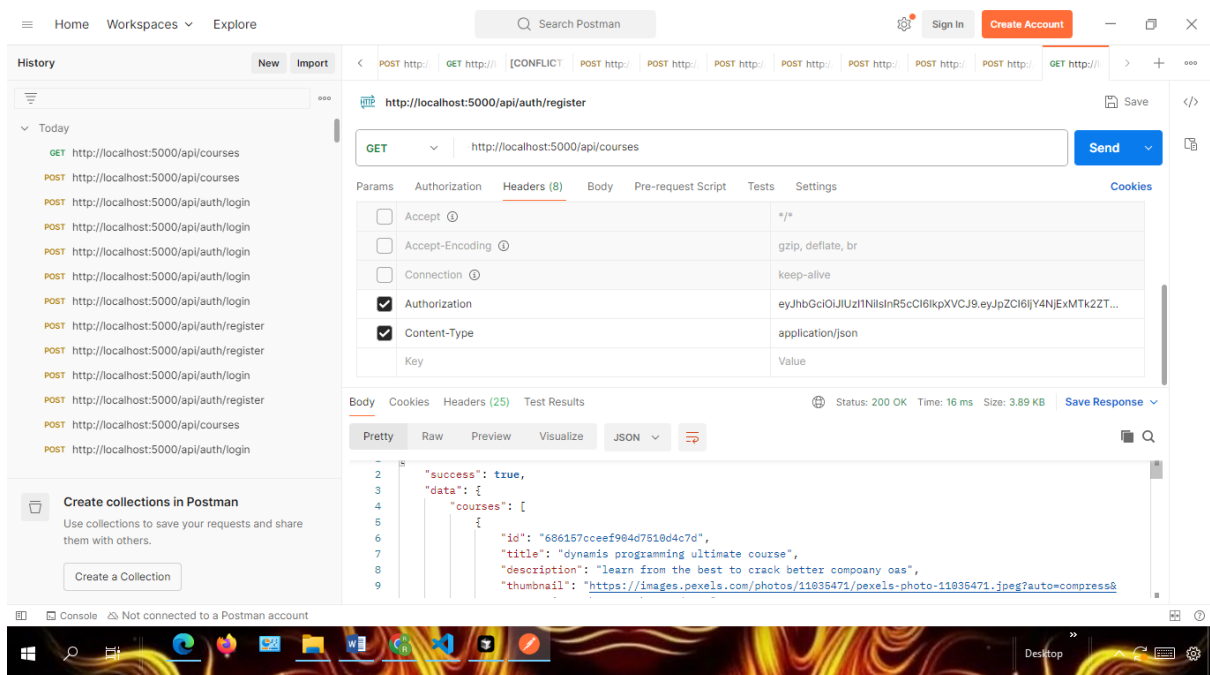 Home Workspaces Explore Search Postman Sign In Create Account
History New Import
POST http:/ GET http:// [CONFLICT POST http:/ POST http:/ POST http:/ POST http:/ POST http:/ POST http:/ POST http:/ GET http://
HTTP http://localhost:5000/api/auth/register Save
Today
GET http://localhost:5000/api/courses
POST http://localhost:5000/api/courses
POST http://localhost:5000/api/auth/login
POST http://localhost:5000/api/auth/login
POST http://localhost:5000/api/auth/login
POST http://localhost:5000/api/auth/login
POST http://localhost:5000/api/auth/login
POST http://localhost:5000/api/auth/register
POST http://localhost:5000/api/auth/register
POST http://localhost:5000/api/auth/login
POST http://localhost:5000/api/auth/register
POST http://localhost:5000/api/courses
POST http://localhost:5000/api/auth/login
Create collections in Postman
Use collections to save your requests and share
them with others.
Create a Collection
GET http://localhost:5000/api/courses Send
Params Authorization Headers (8) Body Pre-request Script Tests Settings Cookies
Accept */*
Accept-Encoding gzip, deflate, br
Connection keep-alive
Authorization eyJhbGciOiJIUzI1NiIsInR5cCI6IkpXVCJ9.eyJpZCI6IjY4NjExMTk2ZT...
Content-Type application/json
Key Value
Body Cookies Headers (25) Test Results Status: 200 OK Time: 16 ms Size: 3.89 KB Save Response
Pretty Raw Preview Visualize JSON
2 "success": true,
3 "data": {
4 "courses": [
5 {
6 "id": "686157cceef904d7510d4c7d",
7 "title": "dynamis programming ultimate course",
8 "description": "learn from the best to crack better compoany oas",
9 "thumbnail": "https://images.pexels.com/photos/11035471/pexels-photo-11035471.jpeg?auto=compress&
Console Not connected to a Postman account
Desktop